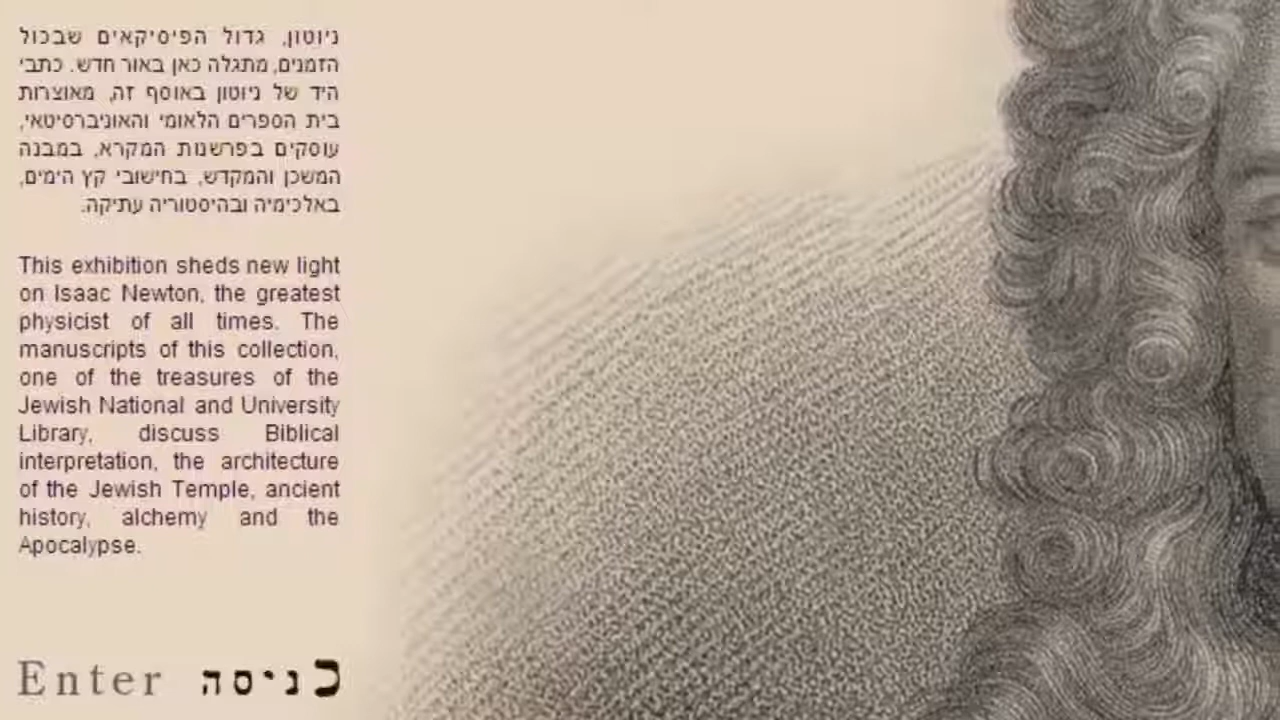 ניוטון, גדול הפיסיקאים שבכול
הזמנים, מתגלה כאן באור חדש. כתבי
היד של ניוטון באוסף זה, מאוצרות
בית הספרים הלאומי והאוניברסיטאי,
עוסקים בפרשנות המקרא, במבנה
המשכן והמקדש, בחישובי קץ הימים,
באלכימיה ובהיסטוריה עתיקה.
This exhibition sheds new light
on Isaac Newton, the greatest
physicist of all times. The
manuscripts of this collection,
one of the treasures of the
Jewish National and University
Library, discuss Biblical
interpretation, the architecture
of the Jewish Temple, ancient
history, alchemy and the
Apocalypse.
Enter כניסה